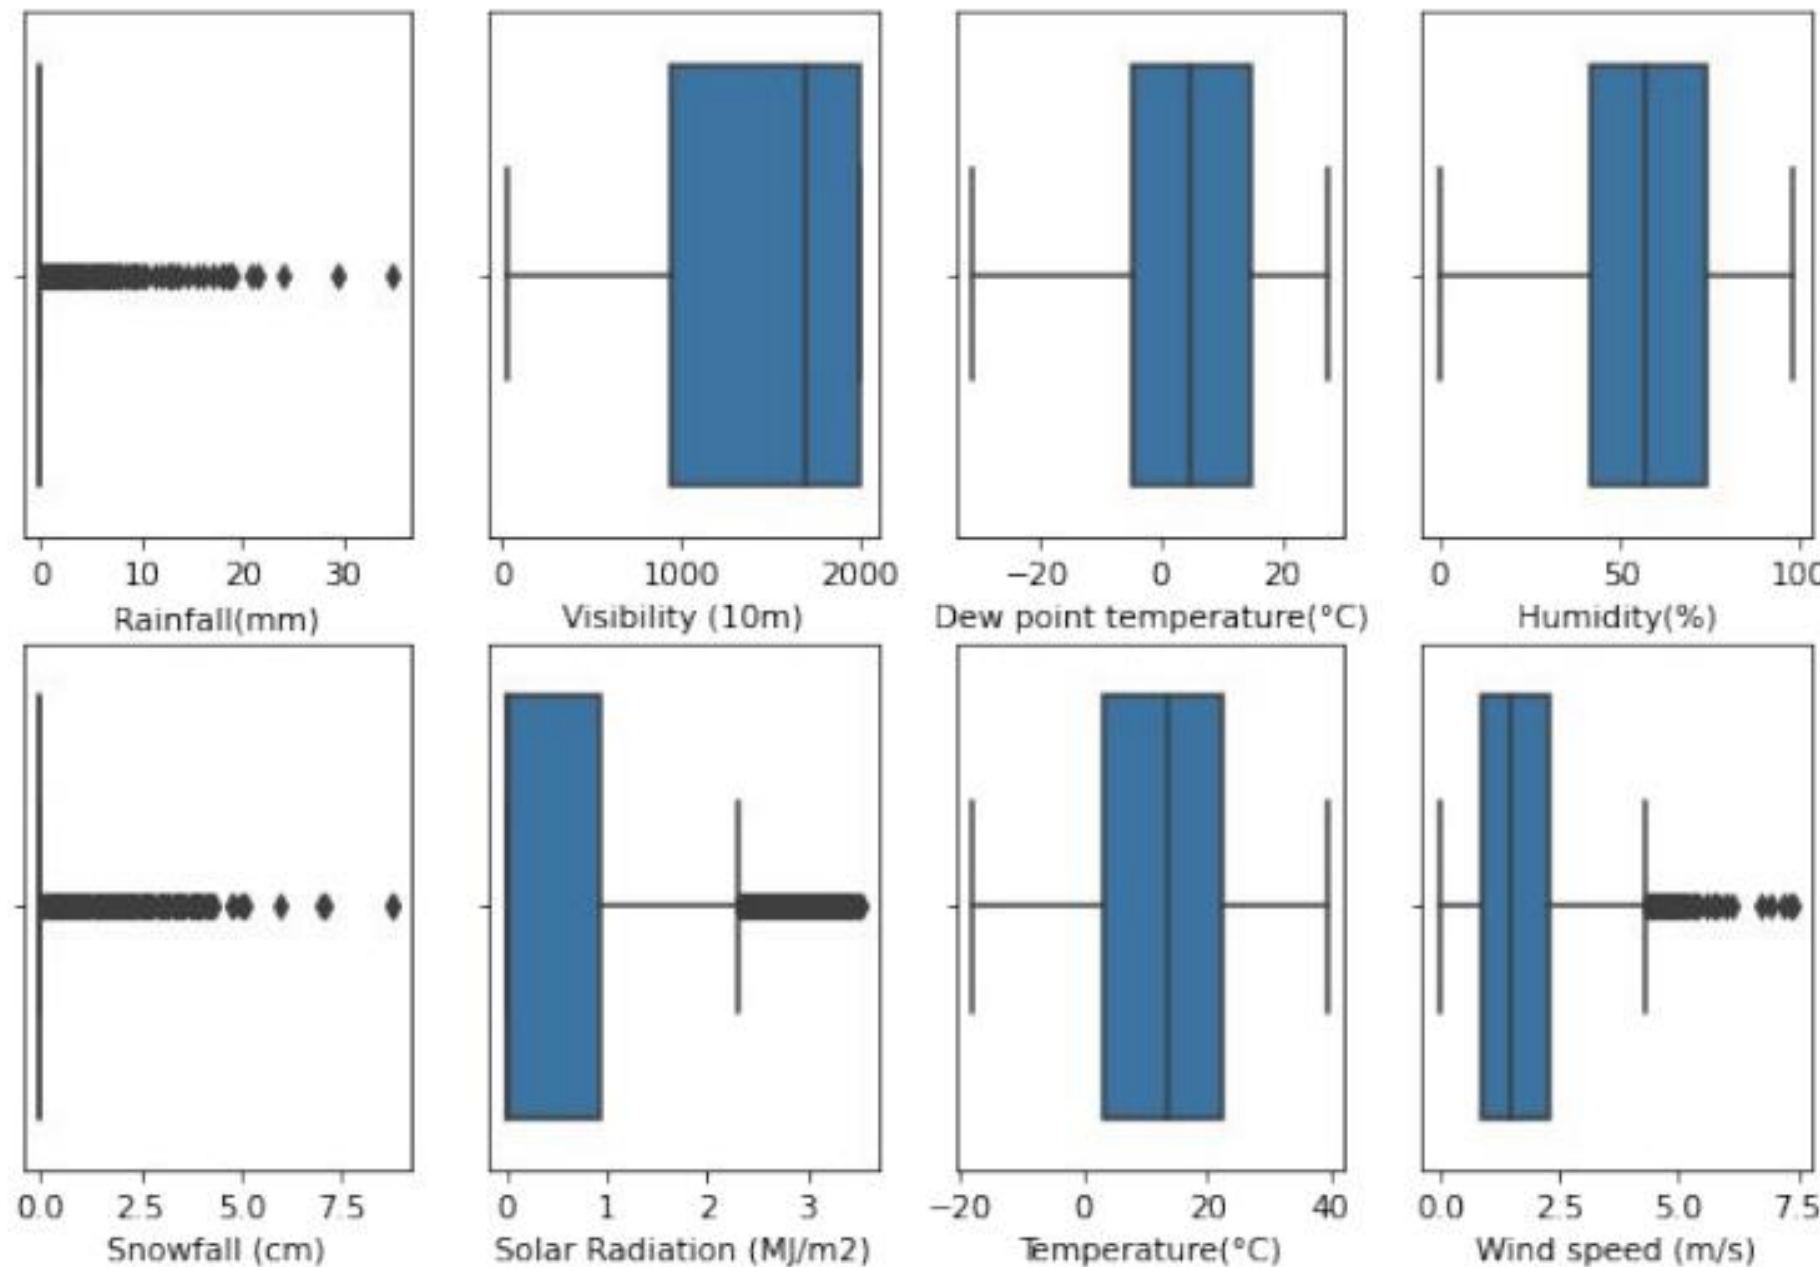 0 10 20 30
Rainfall(mm)
0 1000 2000
Visibility (10m)
−20 0 20
Dew point temperature(°C)
0 50 100
Humidity(%)
0.0 2.5 5.0 7.5
Snowfall (cm)
0 1 2 3
Solar Radiation (MJ/m2)
−20 0 20 40
Temperature(°C)
0.0 2.5 5.0 7.5
Wind speed (m/s)